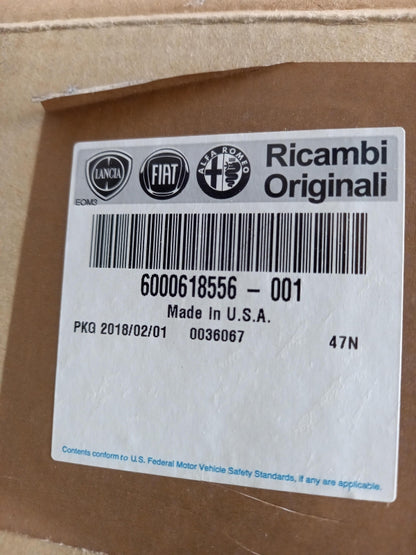 LANCIA FIAT ALFA ROMEO Ricambi
Originali
EOM3
6000618556 - 001
Made In U.S.A.
PKG 2018/02/01 0036067 47N
Contents conform to U.S. Federal Motor Vehicle Safety Standards, if any are applicable.